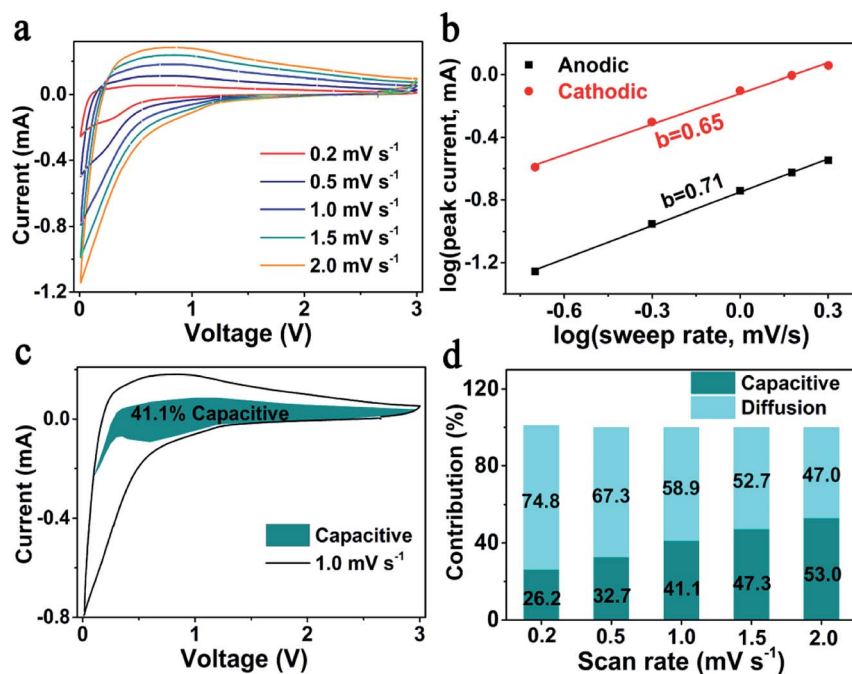 a
0.0
-0.4
-0.8
-1.2
Current (mA)
0.2 mV s⁻¹
0.5 mV s⁻¹
1.0 mV s⁻¹
1.5 mV s⁻¹
2.0 mV s⁻¹
0
1
2
3
Voltage (V)
b
0.0
-0.4
-0.8
-1.2
log(peak current, mA)
Anodic
Cathodic
b=0.65
b=0.71
-0.6
-0.3
0.0
0.3
log(sweep rate, mV/s)
c
0.0
-0.4
-0.8
Current (mA)
41.1% Capacitive
Capacitive
1.0 mV s⁻¹
0
1
2
3
Voltage (V)
d
120
80
40
0
Contribution (%)
Capacitive
Diffusion
74.8
67.3
58.9
52.7
47.0
26.2
32.7
41.1
47.3
53.0
0.2
0.5
1.0
1.5
2.0
Scan rate (mV s⁻¹)